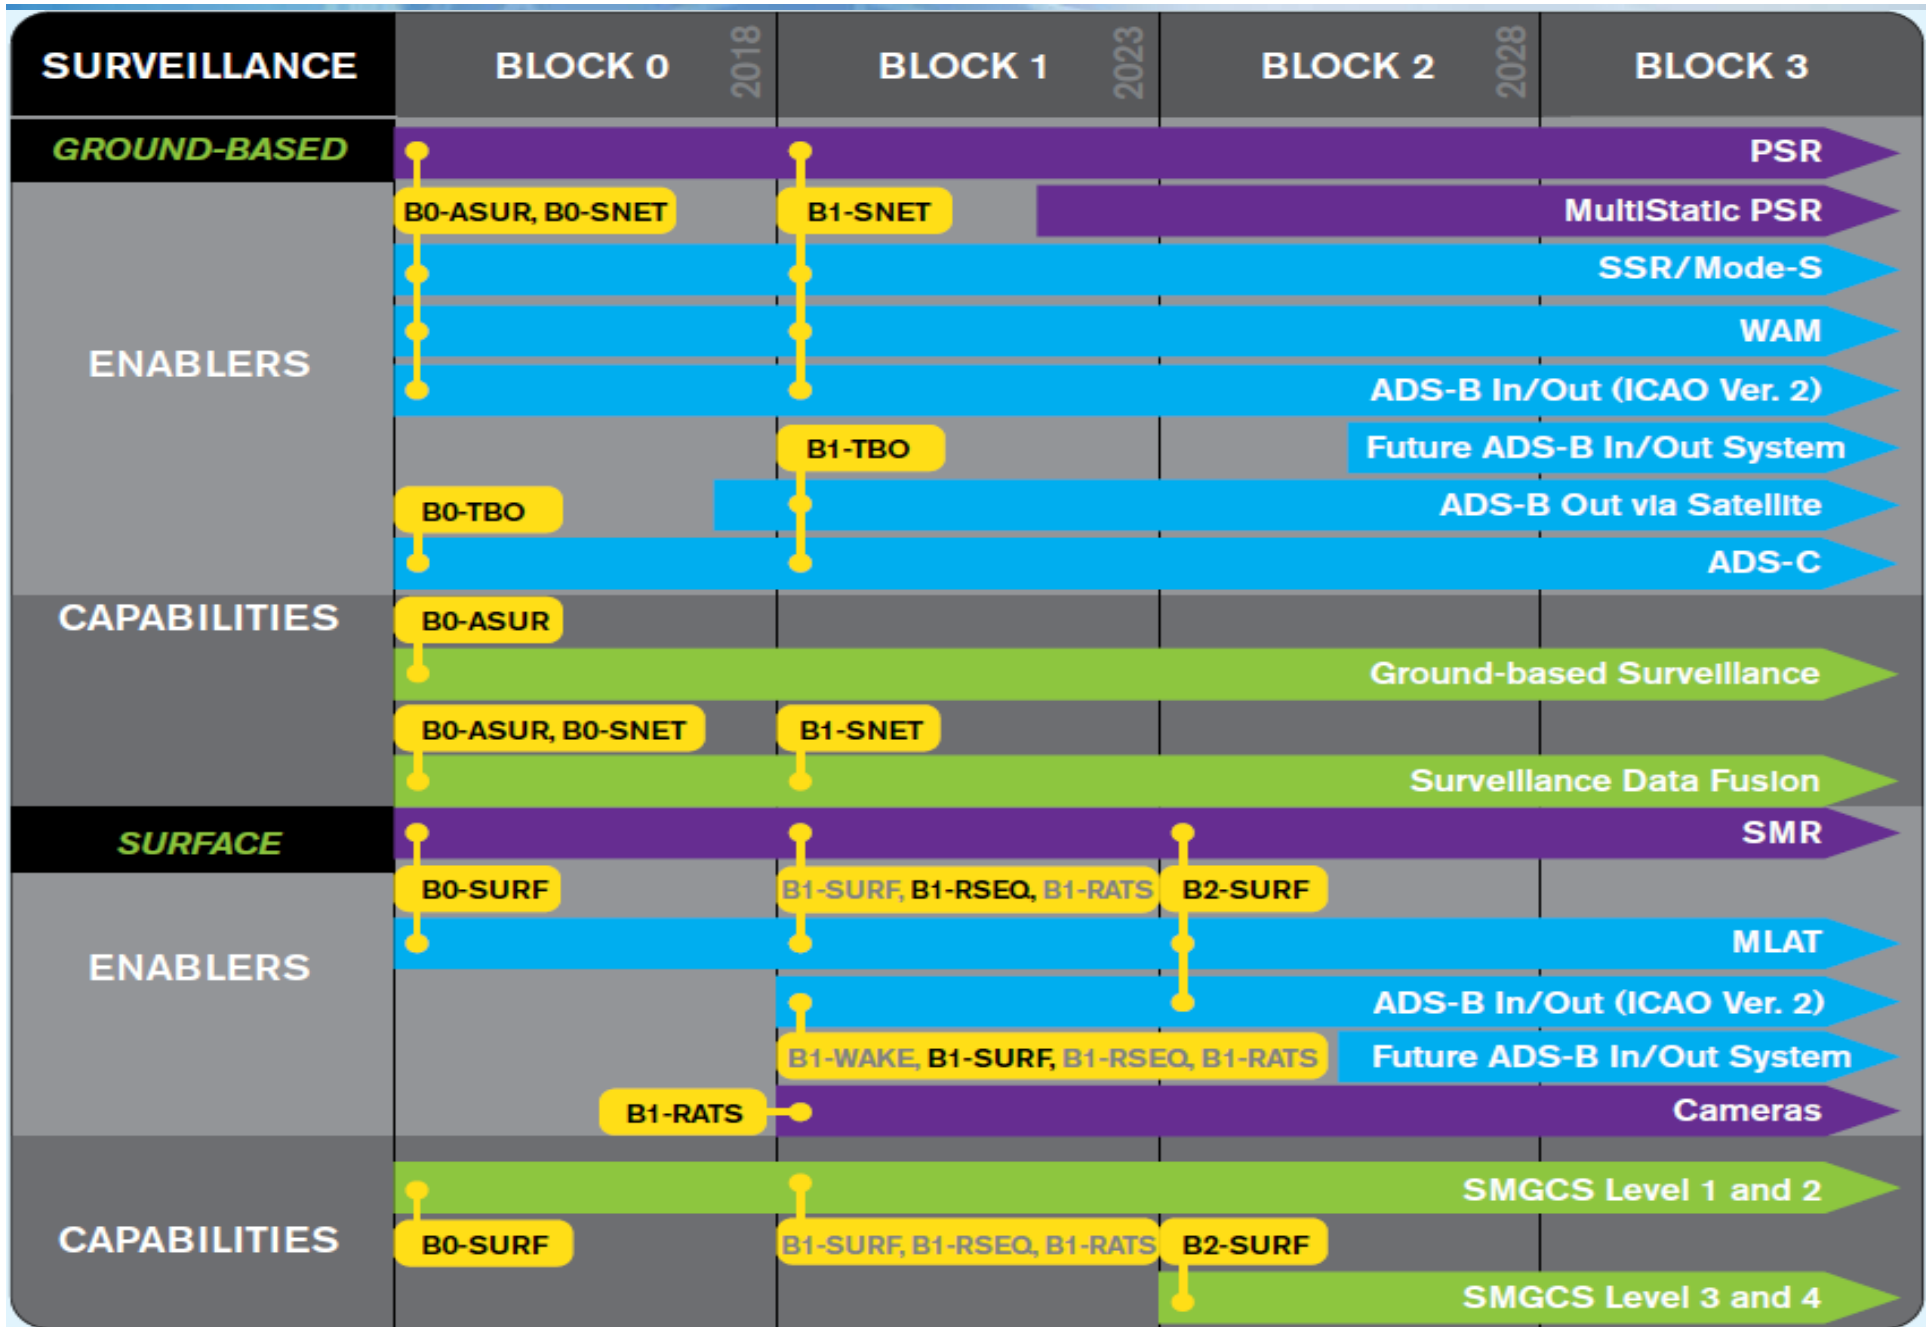 SURVEILLANCE BLOCK 0 2018 BLOCK 1 2023 BLOCK 2 2028 BLOCK 3
GROUND-BASED PSR
B0-ASUR, B0-SNET B1-SNET MultiStatic PSR
SSR/Mode-S
WAM
ENABLERS
ADS-B In/Out (ICAO Ver. 2)
B1-TBO Future ADS-B In/Out System
B0-TBO ADS-B Out via Satellite
ADS-C
CAPABILITIES B0-ASUR
Ground-based Surveillance
B0-ASUR, B0-SNET B1-SNET
Surveillance Data Fusion
SURFACE SMR
B0-SURF B1-SURF, B1-RSEQ, B1-RATS B2-SURF
MLAT
ENABLERS
ADS-B In/Out (ICAO Ver. 2)
B1-WAKE, B1-SURF, B1-RSEQ, B1-RATS Future ADS-B In/Out System
B1-RATS Cameras
SMGCS Level 1 and 2
CAPABILITIES B0-SURF B1-SURF, B1-RSEQ, B1-RATS B2-SURF
SMGCS Level 3 and 4